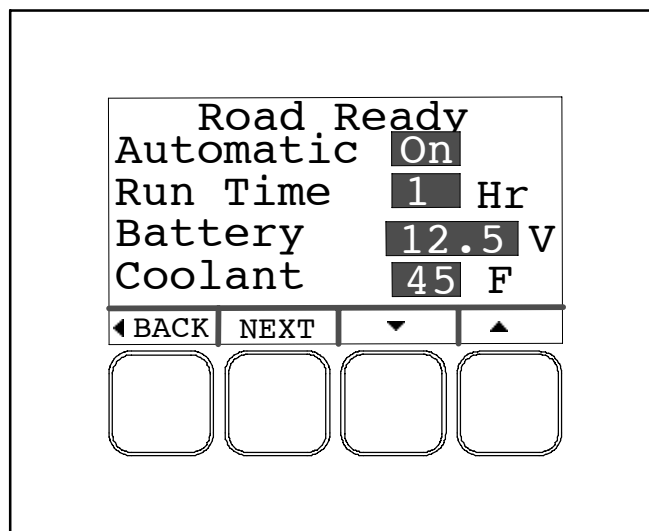 Road Ready
Automatic On
Run Time 1 Hr
Battery 12.5 V
Coolant 45 F
BACK NEXT